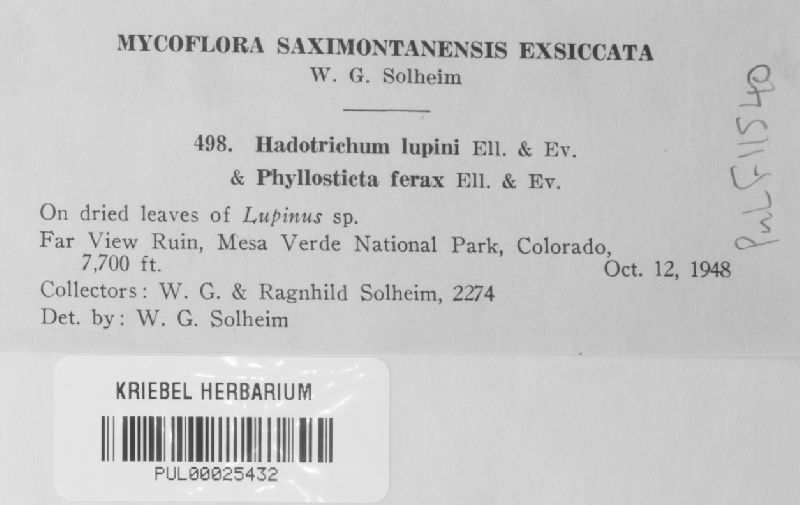 MYCOFLORA SAXIMONTANENSIS EXSICCATA
W. G. Solheim
498. Hadotrichum lupini Ell. & Ev.
& Phyllosticta ferax Ell. & Ev.
On dried leaves of Lupinus sp.
Far View Ruin, Mesa Verde National Park, Colorado,
7,700 ft. Oct. 12, 1948
Collectors: W. G. & Ragnhild Solheim, 2274
Det. by: W. G. Solheim
PuL F11540
KRIEBEL HERBARIUM
PUL00025432